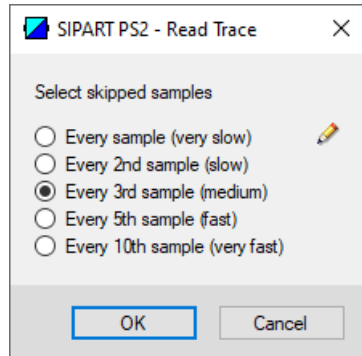 SIPART PS2 - Read Trace
Select skipped samples
Every sample (very slow)
Every 2nd sample (slow)
Every 3rd sample (medium)
Every 5th sample (fast)
Every 10th sample (very fast)
OK
Cancel